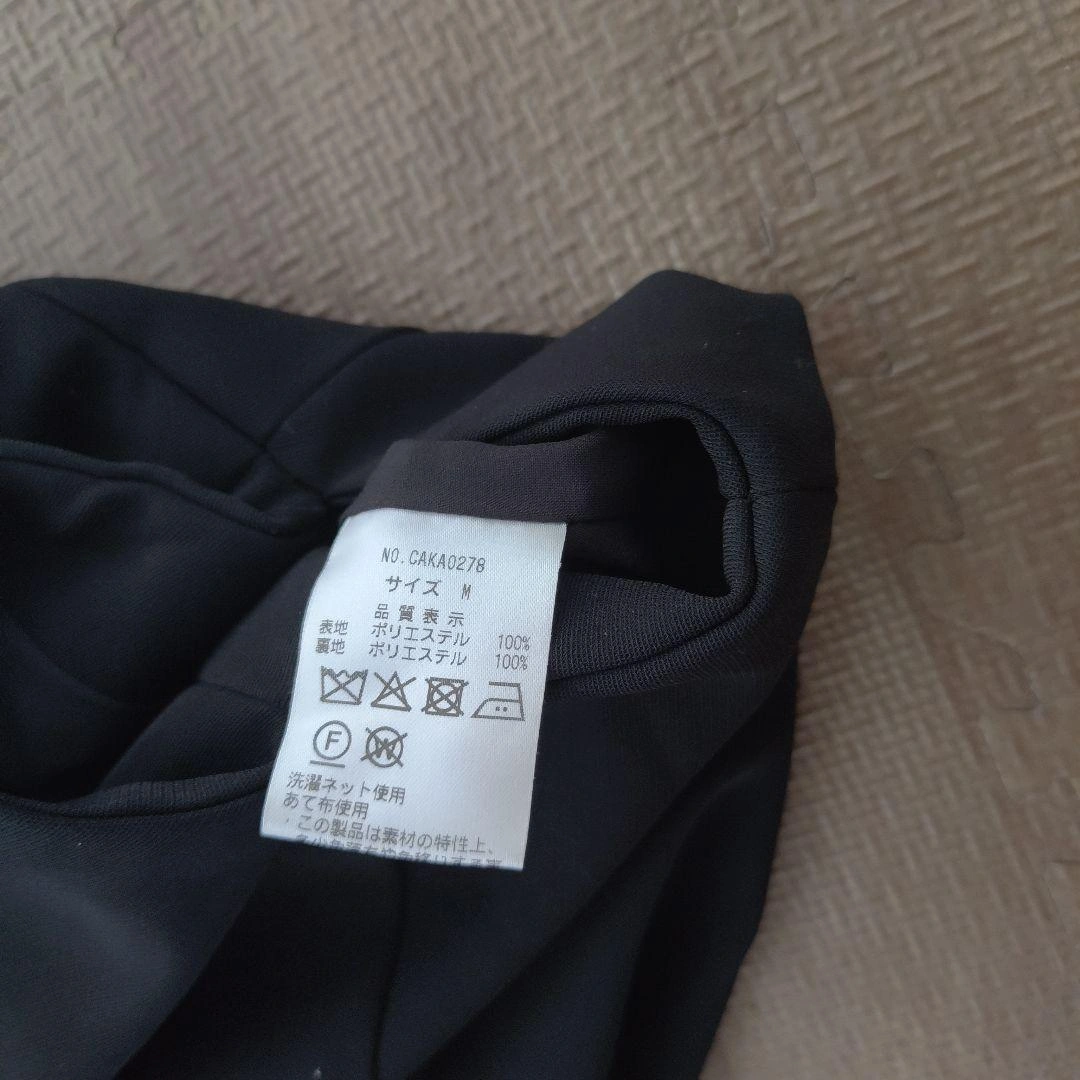 NO.CAKA0278
サイズ M
品質表示
表地 ポリエステル 100%
裏地 ポリエステル 100%
F W
洗濯ネット使用
あて布使用
・この製品は素材の特性上、